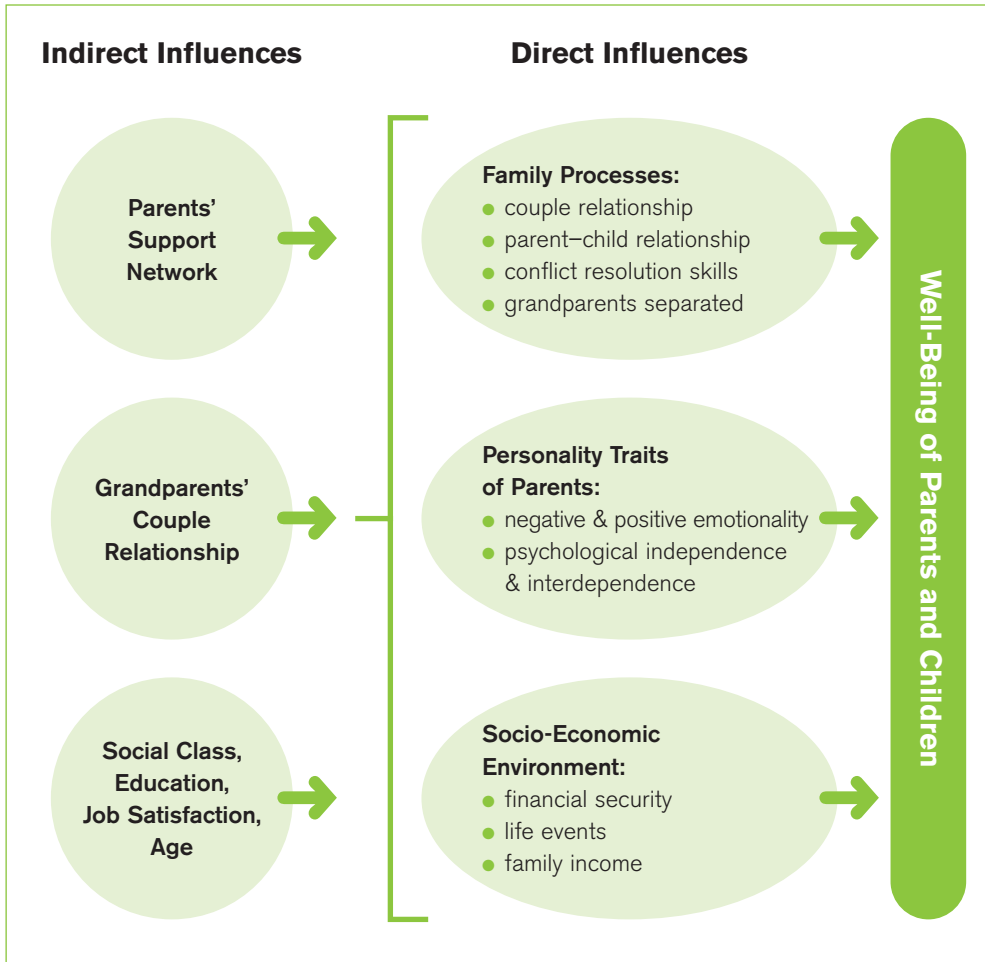 Indirect Influences
Direct Influences
Parents’
Support
Network
Grandparents’
Couple
Relationship
Social Class,
Education,
Job Satisfaction,
Age
Family Processes:
● couple relationship
● parent–child relationship
● conflict resolution skills
● grandparents separated
Personality Traits
of Parents:
● negative & positive emotionality
● psychological independence
& interdependence
Socio-Economic
Environment:
● financial security
● life events
● family income
Well-Being of Parents and Children